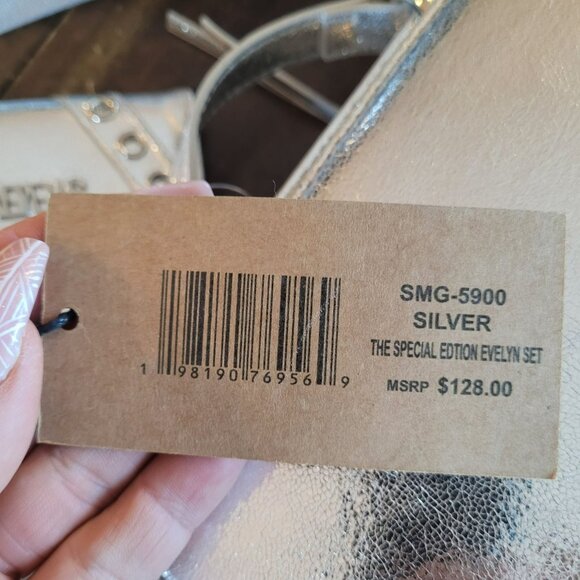 SMG-5900
SILVER
THE SPECIAL EDTION EVELYN SET
MSRP $128.00
1 98190 76956 9